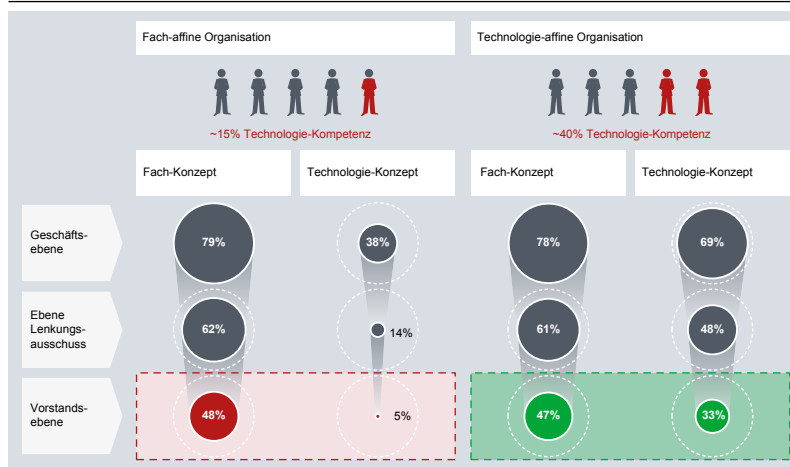 Fach-affine Organisation
Technologie-affine Organisation
~15% Technologie-Kompetenz
~40% Technologie-Kompetenz
Fach-Konzept
Technologie-Konzept
Fach-Konzept
Technologie-Konzept
Geschäfts-
ebene
79%
38%
78%
69%
Ebene
Lenkungs-
ausschuss
62%
14%
61%
48%
Vorstands-
ebene
48%
5%
47%
33%